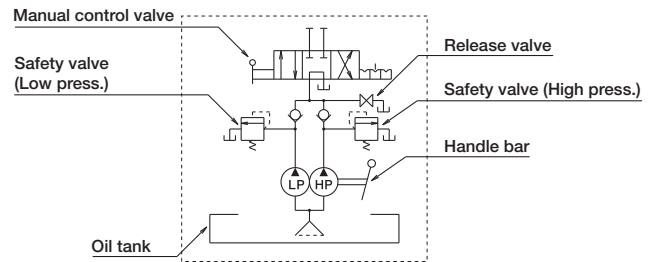 Manual control valve
Safety valve
(Low press.)
Release valve
Safety valve (High press.)
Handle bar
LP HP
Oil tank